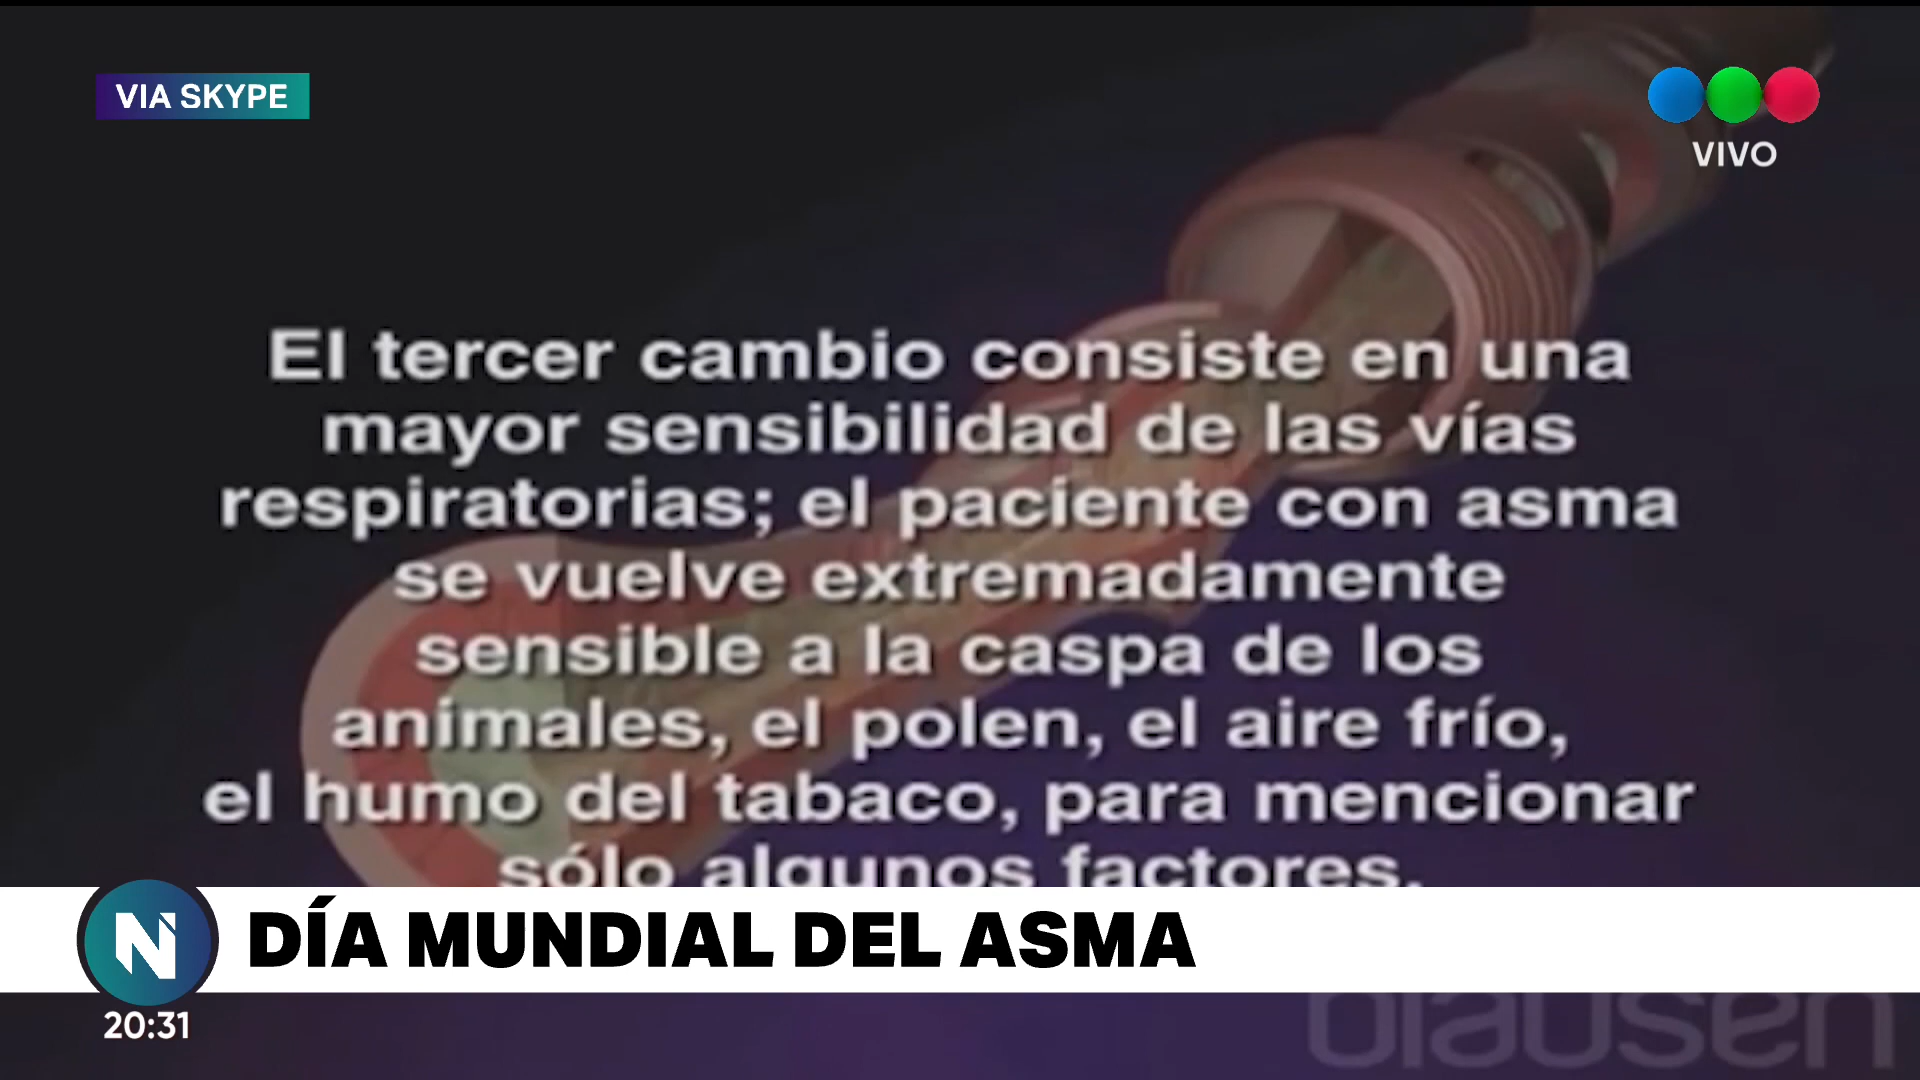 VIA SKYPE
VIVO
El tercer cambio consiste en una
mayor sensibilidad de las vías
respiratorias; el paciente con asma
se vuelve extremadamente
sensible a la caspa de los
animales, el polen, el aire frío,
el humo del tabaco, para mencionar
sólo algunos factores.
N
DÍA MUNDIAL DEL ASMA
20:31
blausen